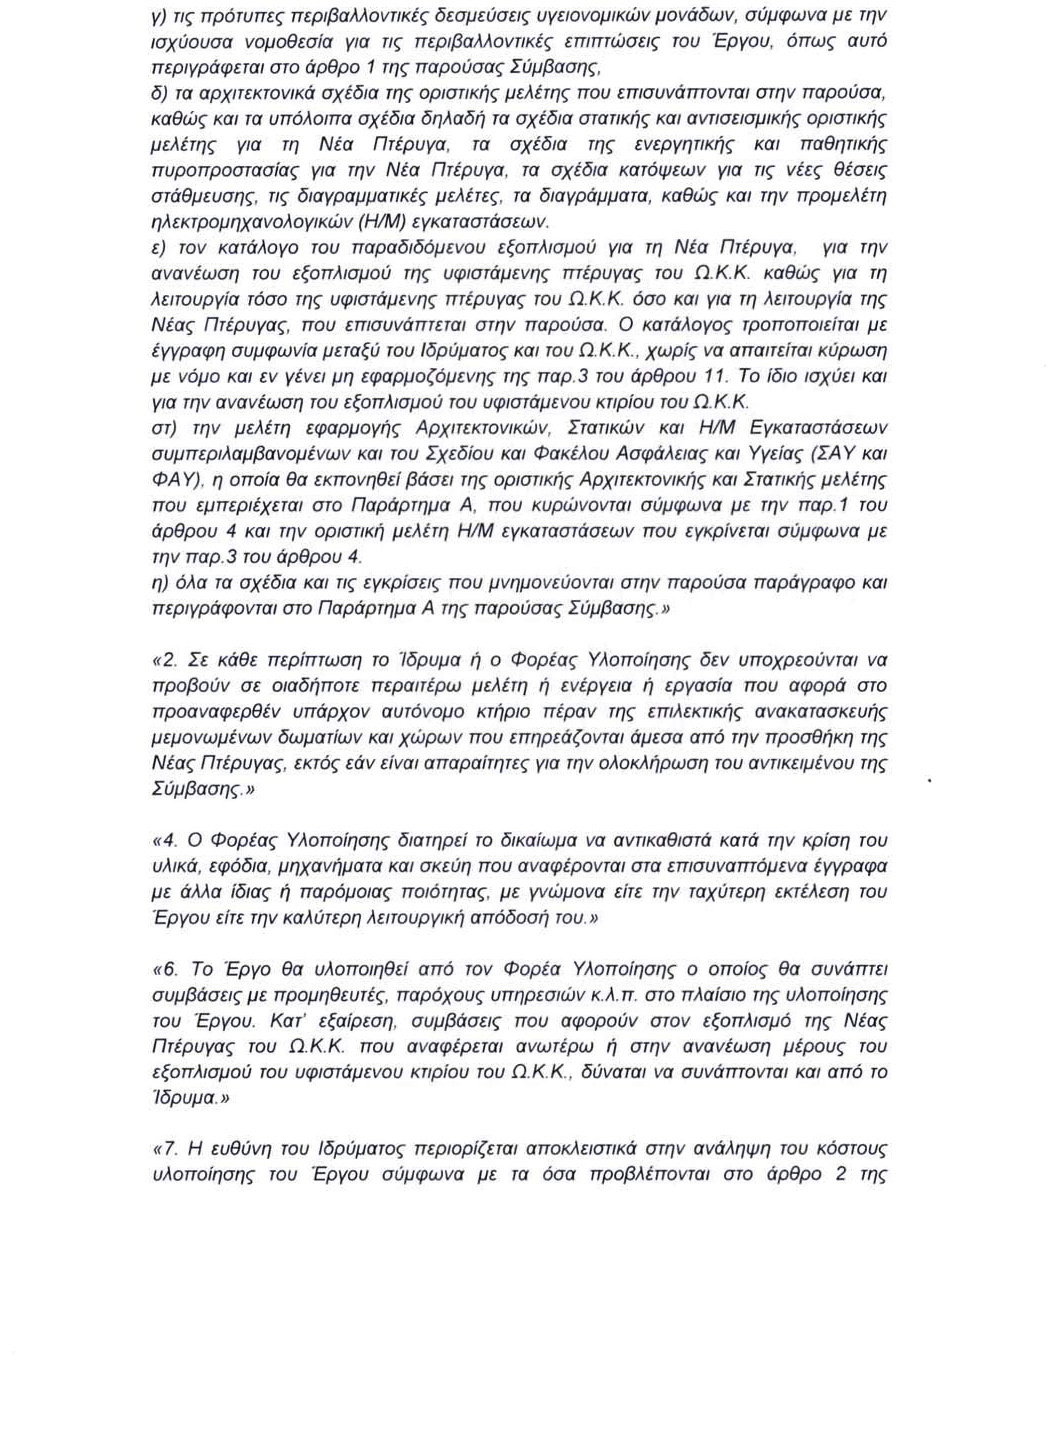 γ) τις πρότυπες περιβαλλοντικές δεσμεύσεις υγειονομικών μονάδων, σύμφωνα με την
ισχύουσα νομοθεσία για τις περιβαλλοντικές επιπτώσεις του Έργου, όπως αυτό
περιγράφεται στο άρθρο 1 της παρούσας Σύμβασης,
δ) τα αρχιτεκτονικά σχέδια της οριστικής μελέτης που επισυνάπτονται στην παρούσα,
καθώς και τα υπόλοιπα σχέδια δηλαδή τα σχέδια στατικής και αντισεισμικής οριστικής
μελέτης για τη Νέα Πτέρυγα, τα σχέδια της ενεργητικής και παθητικής
πυροπροστασίας για την Νέα Πτέρυγα, τα σχέδια κατόψεων για τις νέες θέσεις
στάθμευσης, τις διαγραμματικές μελέτες, τα διαγράμματα, καθώς και την προμελέτη
ηλεκτρομηχανολογικών (Η/Μ) εγκαταστάσεων.
ε) τον κατάλογο του παραδιδόμενου εξοπλισμού για τη Νέα Πτέρυγα, για την
ανανέωση του εξοπλισμού της υφιστάμενης πτέρυγας του Ω.Κ.Κ. καθώς για τη
λειτουργία τόσο της υφιστάμενης πτέρυγας του Ω.Κ.Κ. όσο και για τη λειτουργία της
Νέας Πτέρυγας, που επισυνάπτεται στην παρούσα. Ο κατάλογος τροποποιείται με
έγγραφη συμφωνία μεταξύ του Ιδρύματος και του Ω.Κ.Κ., χωρίς να απαιτείται κύρωση
με νόμο και εν γένει μη εφαρμοζόμενης της παρ.3 του άρθρου 11. Το ίδιο ισχύει και
για την ανανέωση του εξοπλισμού του υφιστάμενου κτιρίου του Ω.Κ.Κ.
στ) την μελέτη εφαρμογής Αρχιτεκτονικών, Στατικών και Η/Μ Εγκαταστάσεων
συμπεριλαμβανομένων και του Σχεδίου και Φακέλου Ασφάλειας και Υγείας (ΣΑΥ και
ΦΑΥ), η οποία θα εκπονηθεί βάσει της οριστικής Αρχιτεκτονικής και Στατικής μελέτης
που εμπεριέχεται στο Παράρτημα Α, που κυρώνονται σύμφωνα με την παρ.1 του
άρθρου 4 και την οριστική μελέτη Η/Μ εγκαταστάσεων που εγκρίνεται σύμφωνα με
την παρ.3 του άρθρου 4.
η) όλα τα σχέδια και τις εγκρίσεις που μνημονεύονται στην παρούσα παράγραφο και
περιγράφονται στο Παράρτημα Α της παρούσας Σύμβασης.»
«2. Σε κάθε περίπτωση το Ίδρυμα ή ο Φορέας Υλοποίησης δεν υποχρεούνται να
προβούν σε οιαδήποτε περαιτέρω μελέτη ή ενέργεια ή εργασία που αφορά στο
προαναφερθέν υπάρχον αυτόνομο κτήριο πέραν της επιλεκτικής ανακατασκευής
μεμονωμένων δωματίων και χώρων που επηρεάζονται άμεσα από την προσθήκη της
Νέας Πτέρυγας, εκτός εάν είναι απαραίτητες για την ολοκλήρωση του αντικειμένου της
Σύμβασης.»
«4. Ο Φορέας Υλοποίησης διατηρεί το δικαίωμα να αντικαθιστά κατά την κρίση του
υλικά, εφόδια, μηχανήματα και σκεύη που αναφέρονται στα επισυναπτόμενα έγγραφα
με άλλα ίδιας ή παρόμοιας ποιότητας, με γνώμονα είτε την ταχύτερη εκτέλεση του
Έργου είτε την καλύτερη λειτουργική απόδοσή του.»
«6. Το Έργο θα υλοποιηθεί από τον Φορέα Υλοποίησης ο οποίος θα συνάπτει
συμβάσεις με προμηθευτές, παρόχους υπηρεσιών κ.λ.π. στο πλαίσιο της υλοποίησης
του Έργου. Κατ' εξαίρεση, συμβάσεις που αφορούν στον εξοπλισμό της Νέας
Πτέρυγας του Ω.Κ.Κ. που αναφέρεται ανωτέρω ή στην ανανέωση μέρους του
εξοπλισμού του υφιστάμενου κτιρίου του Ω.Κ.Κ., δύναται να συνάπτονται και από το
Ίδρυμα.»
«7. Η ευθύνη του Ιδρύματος περιορίζεται αποκλειστικά στην ανάληψη του κόστους
υλοποίησης του Έργου σύμφωνα με τα όσα προβλέπονται στο άρθρο 2 της